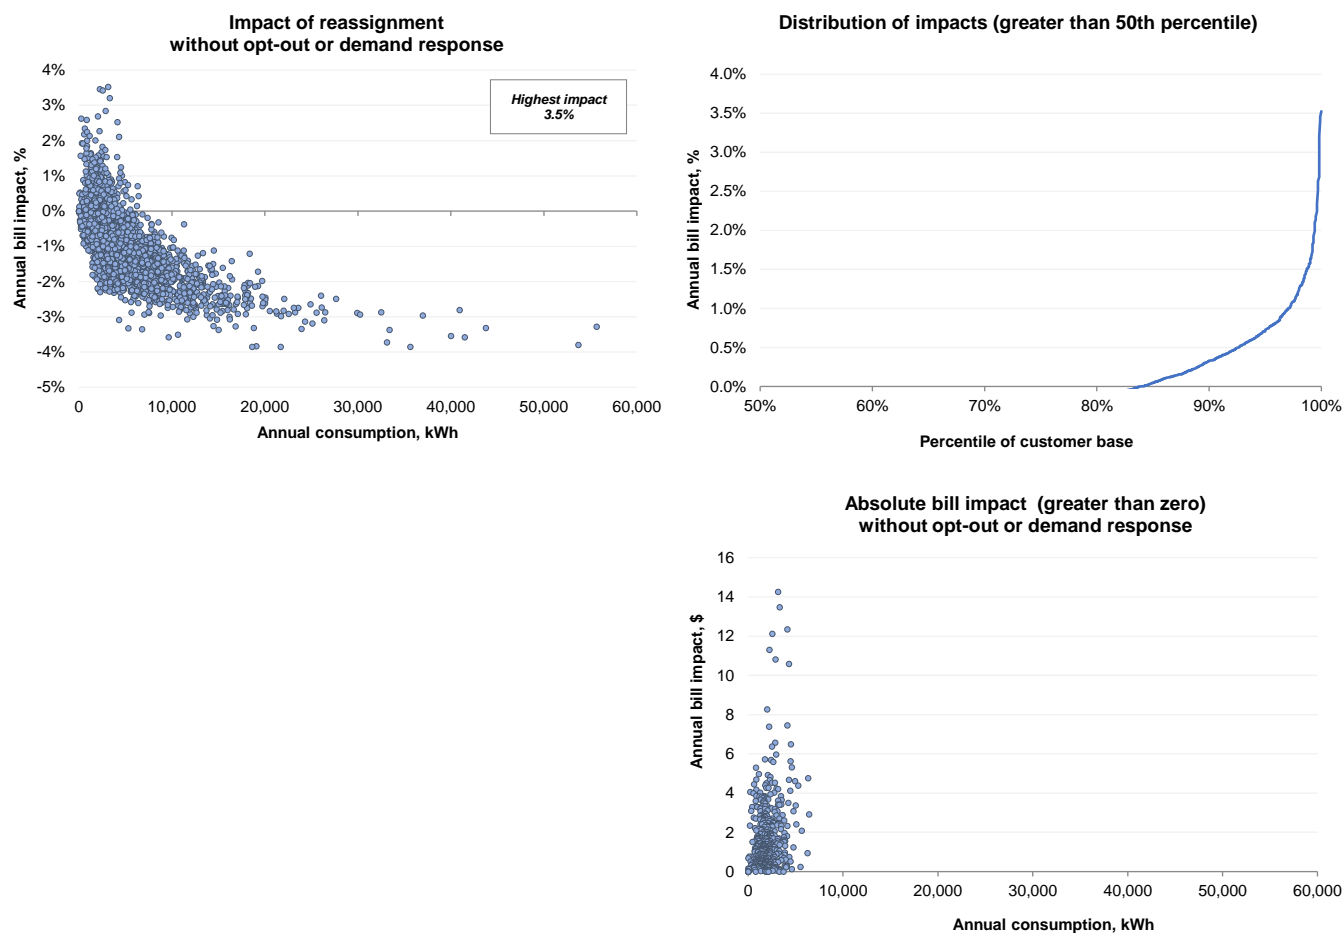 Impact of reassignment
without opt-out or demand response
4%
3%
2%
1%
0%
-1%
-2%
-3%
-4%
-5%
Annual bill impact, %
Highest impact
3.5%
0 10,000 20,000 30,000 40,000 50,000 60,000
Annual consumption, kWh
Distribution of impacts (greater than 50th percentile)
4.0%
3.5%
3.0%
2.5%
2.0%
1.5%
1.0%
0.5%
0.0%
Annual bill impact, %
50% 60% 70% 80% 90% 100%
Percentile of customer base
Absolute bill impact (greater than zero)
without opt-out or demand response
16
14
12
10
8
6
4
2
0
Annual bill impact, $
0 10,000 20,000 30,000 40,000 50,000 60,000
Annual consumption, kWh